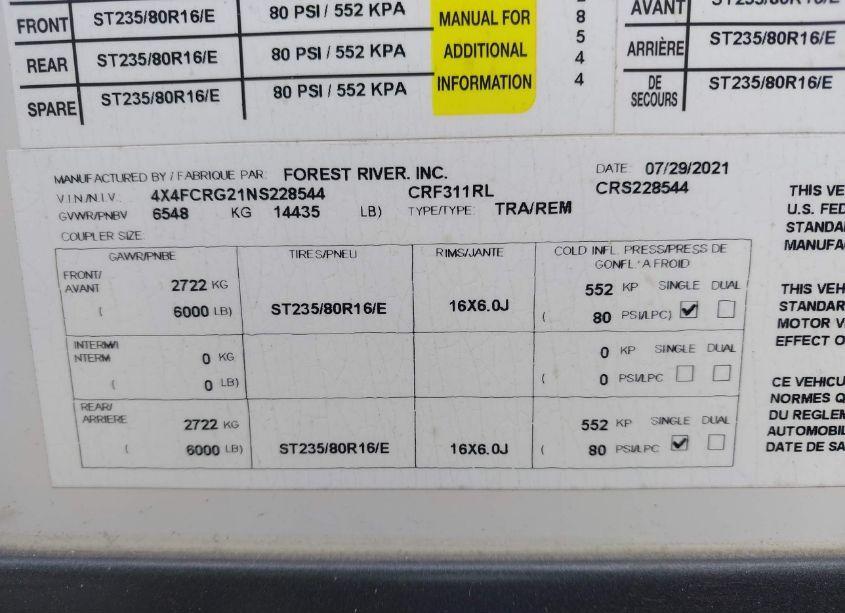 FRONT ST235/80R16/E 80 PSI / 552 KPA MANUAL FOR 8 AVANT
5
REAR ST235/80R16/E 80 PSI / 552 KPA ADDITIONAL 4 ARRIÈRE ST235/80R16/E
SPARE ST235/80R16/E 80 PSI / 552 KPA INFORMATION 4 DE SECOURS ST235/80R16/E
MANUFACTURED BY / FABRIQUE PAR: FOREST RIVER. INC. DATE: 07/29/2021
V.I.N./N.I.V.: 4X4FCRG21NS228544 CRF311RL CRS228544
GVWR/PNBV 6548 KG 14435 LB) TYPE/TYPE: TRA/REM
COUPLER SIZE:
GAWR/PNBE TIRES/PNEU RIMS/JANTE COLD INFL. PRESS/PRESS DE
GONFL. A FROID
FRONT/
AVANT 2722 KG 552 KP SINGLE DUAL
( 6000 LB) ST235/80R16/E 16X6.0J ( 80 PSI/LPC)
INTERM/I
NTERM 0 KG 0 KP SINGLE DUAL
( 0 LB) ( 0 PSI/LPC
REAR/
ARRIERE 2722 KG 552 KP SINGLE DUAL
( 6000 LB) ST235/80R16/E 16X6.0J ( 80 PSI/LPC
THIS VE
U.S. FED
STANDA
MANUFA
THIS VEH
STANDAR
MOTOR V
EFFECT O
CE VEHICU
NORMES Q
DU REGLEM
AUTOMOBIL
DATE DE SA